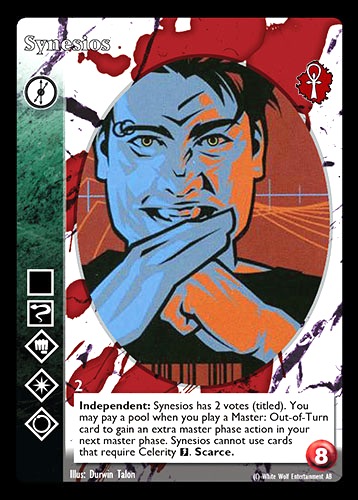 Synesios
2
Independent: Synesios has 2 votes (titled). You
may pay a pool when you play a Master: Out-of-Turn
card to gain an extra master phase action in your
next master phase. Synesios cannot use cards
that require Celerity. Scarce.
8
Illus: Durwin Talon
(C) White Wolf Entertainment AB